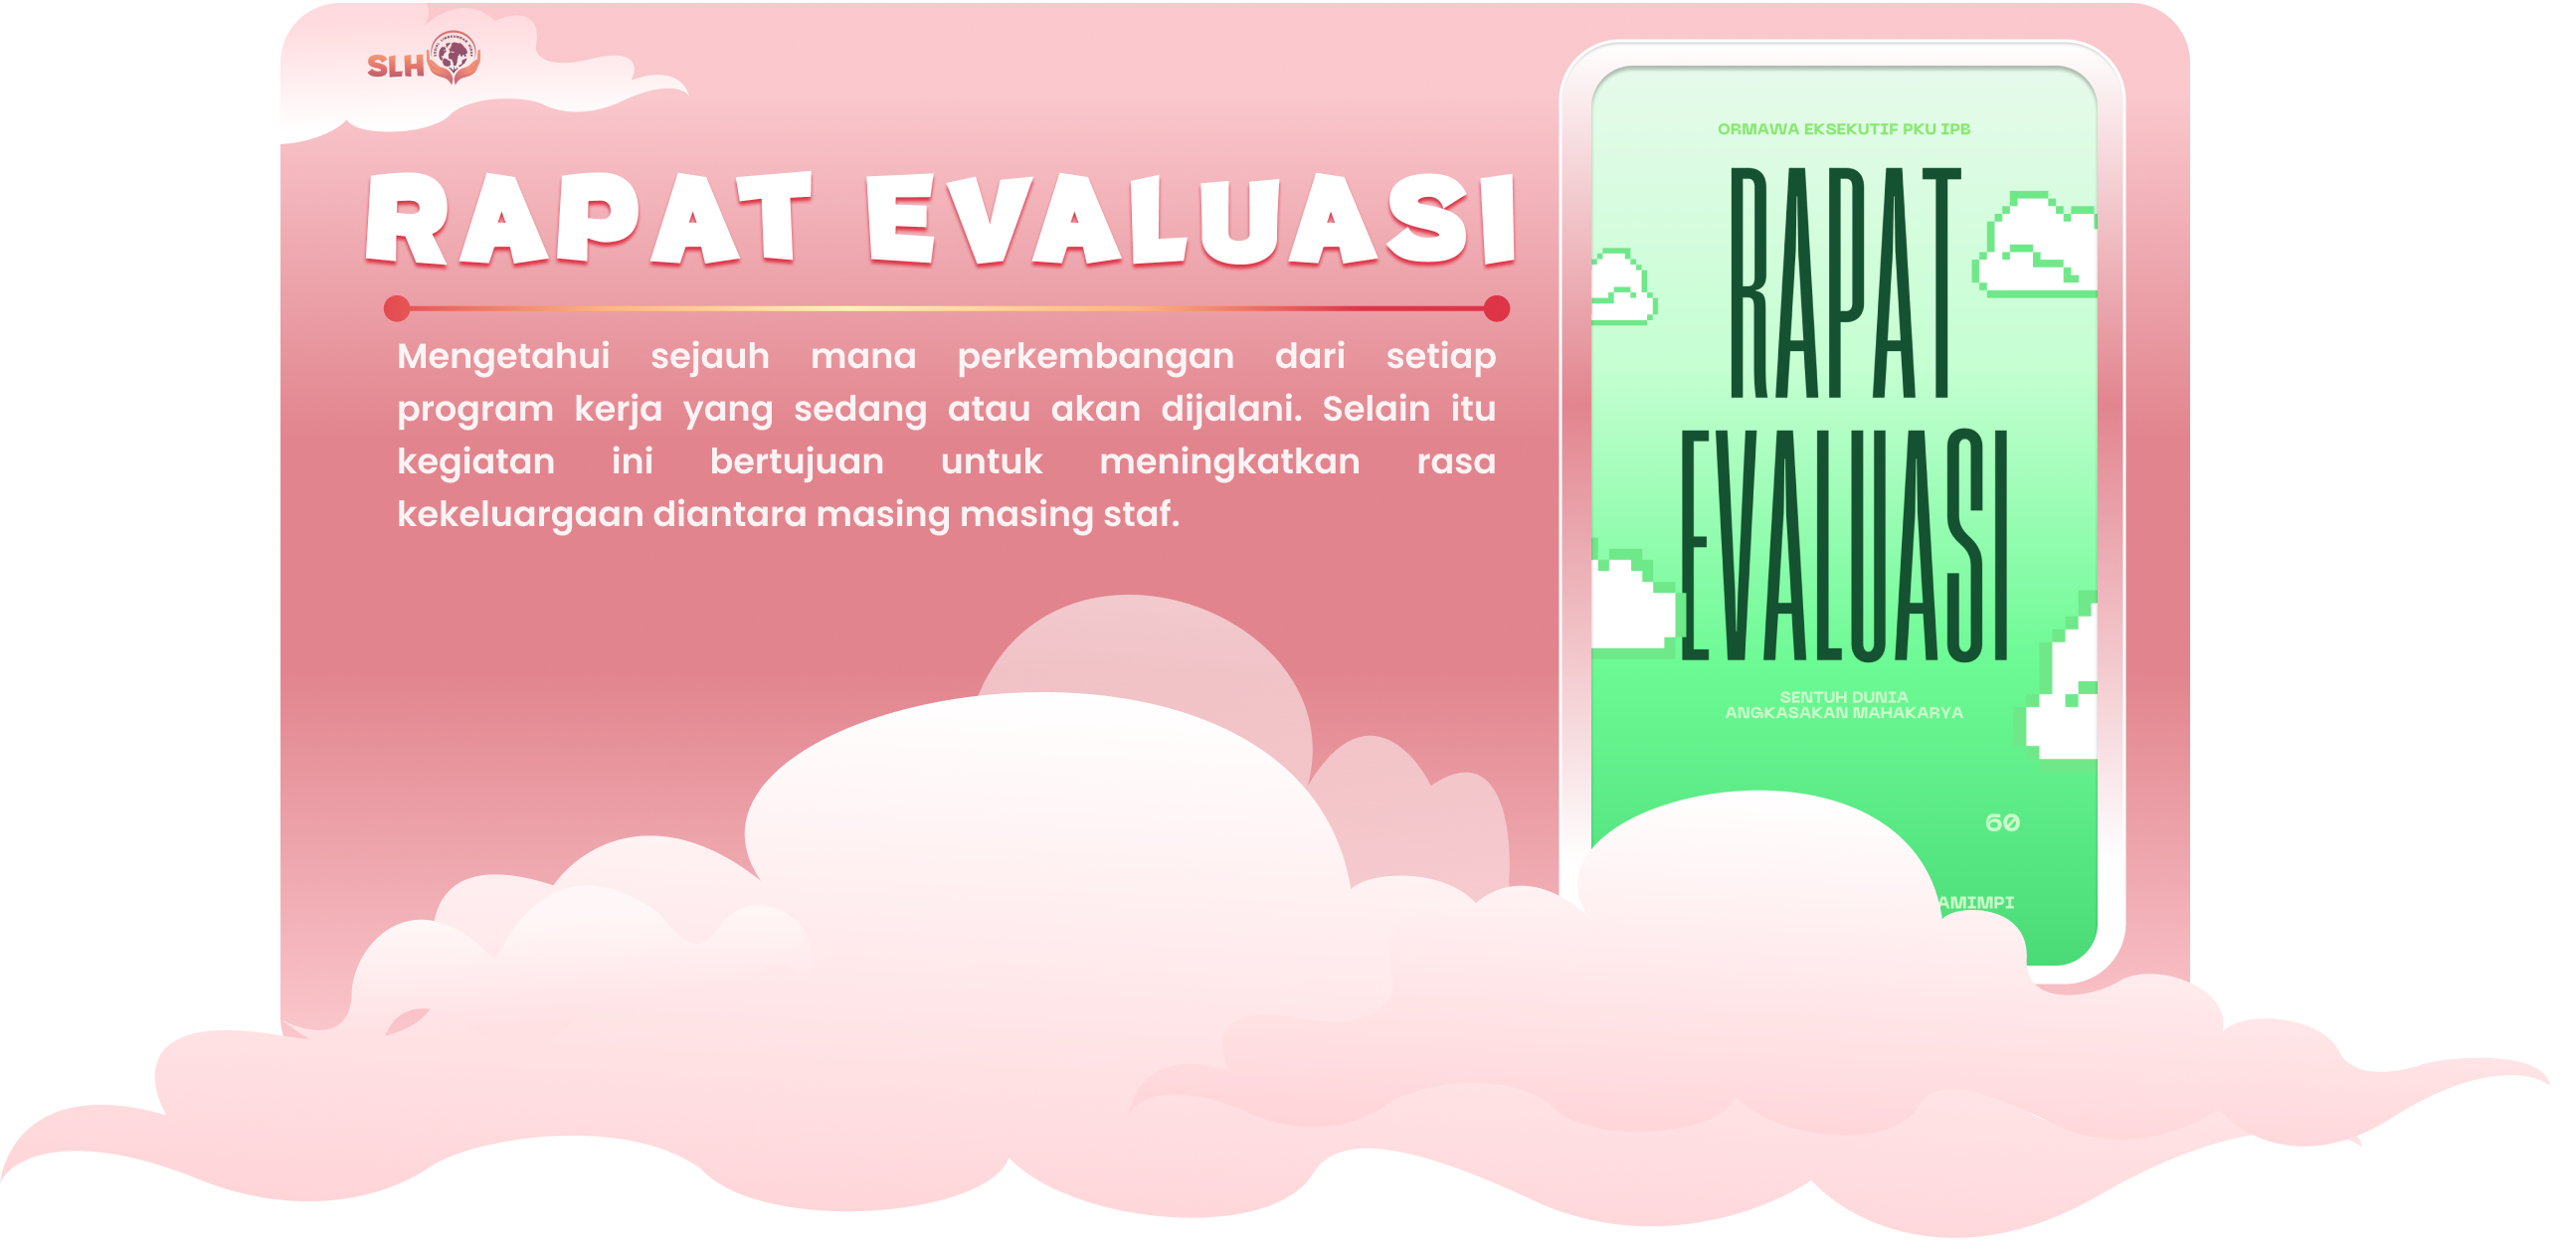 SLH
RAPAT EVALUASI
Mengetahui sejauh mana perkembangan dari setiap
program kerja yang sedang atau akan dijalani. Selain itu
kegiatan ini bertujuan untuk meningkatkan rasa
kekeluargaan diantara masing masing staf.
ORMAWA EKSEKUTIF PKU IPB
RAPAT
EVALUASI
SENTUH DUNIA
ANGKASAKAN MAHAKARYA
60
AMIMPI